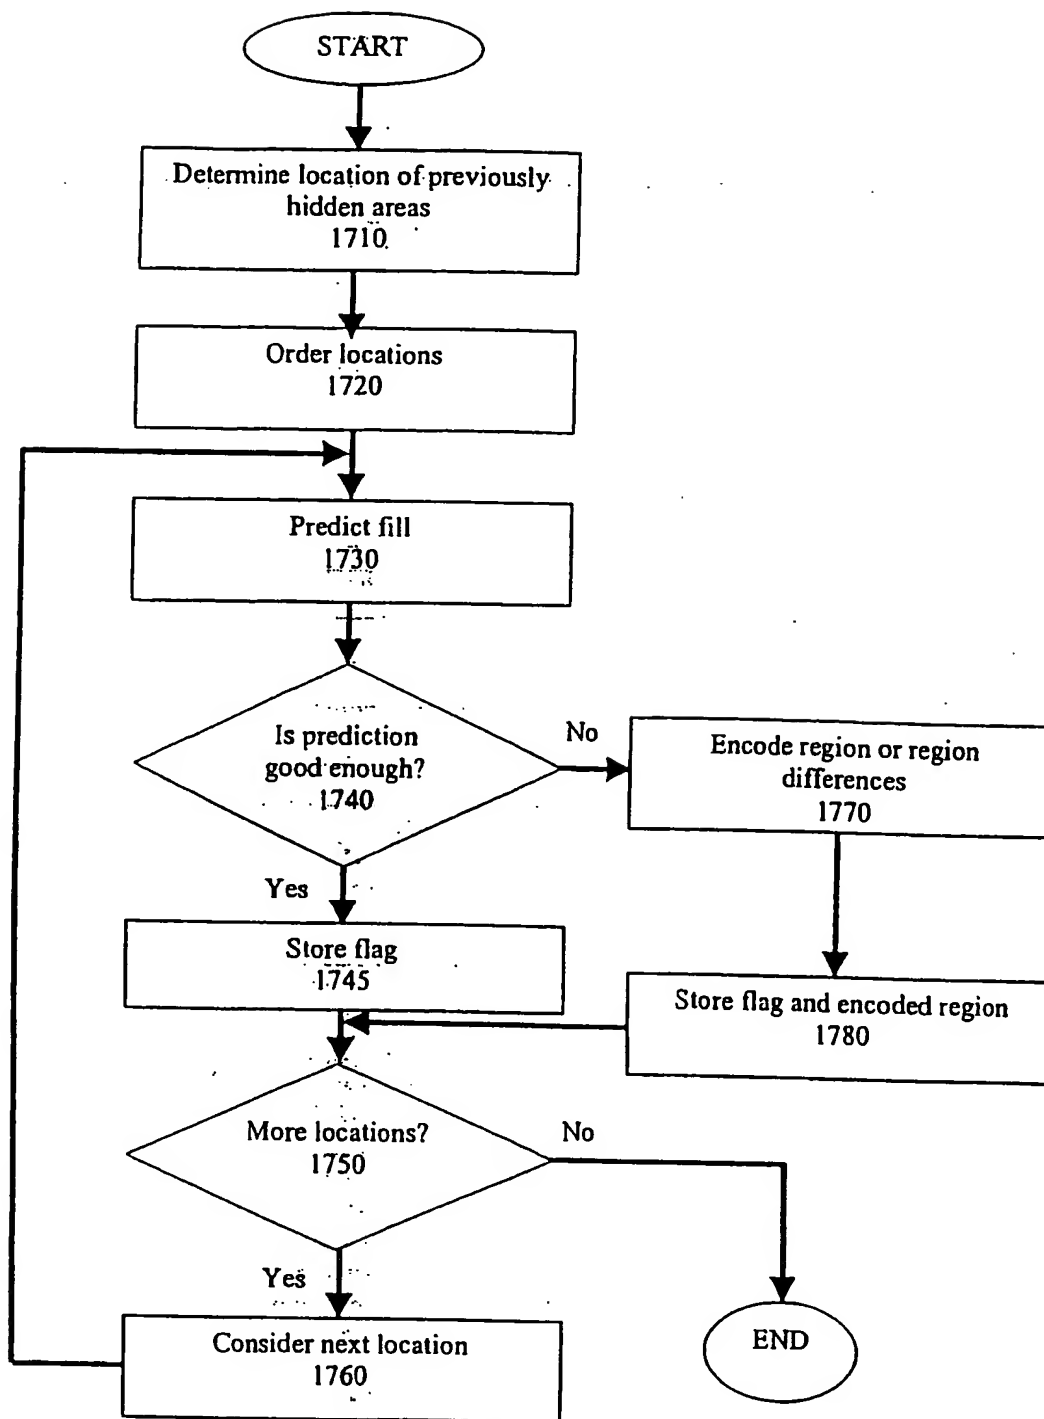 START
Determine location of previously
hidden areas
1710
Order locations
1720
Predict fill
1730
Is prediction
good enough?
1740
No
Encode region or region
differences
1770
Yes
Store flag
1745
Store flag and encoded region
1780
More locations?
1750
No
Yes
Consider next location
1760
END